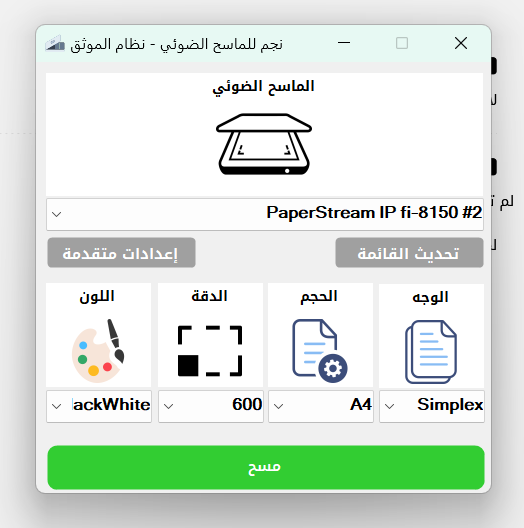 نجم للماسح الضوئي - نظام الموثق
الماسح الضوئي
PaperStream IP fi-8150 #2
تحديث القائمة
إعدادات متقدمة
الوجه
الحجم
الدقة
اللون
Simplex
A4
600
lackWhite
مسح
لم